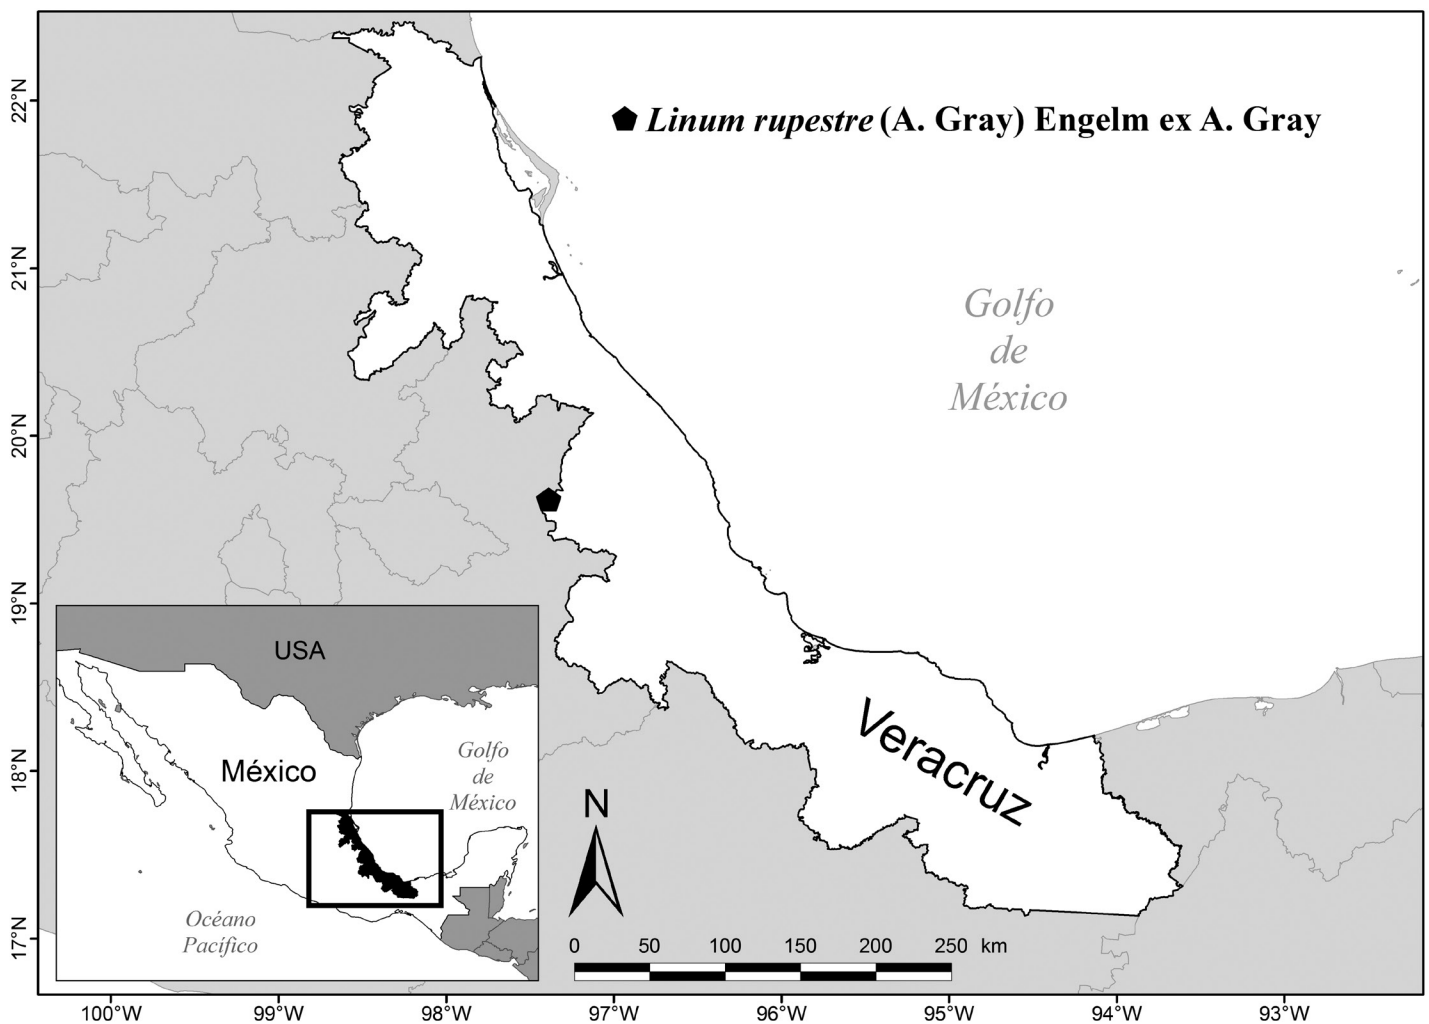 Linum rupestre (A. Gray) Engelm ex A. Gray
22°N
21°N
20°N
19°N
18°N
17°N
Golfo
de
México
Veracruz
USA
México
Golfo
de
México
Océano
Pacífico
N
0 50 100 150 200 250 km
100°W 99°W 98°W 97°W 96°W 95°W 94°W 93°W